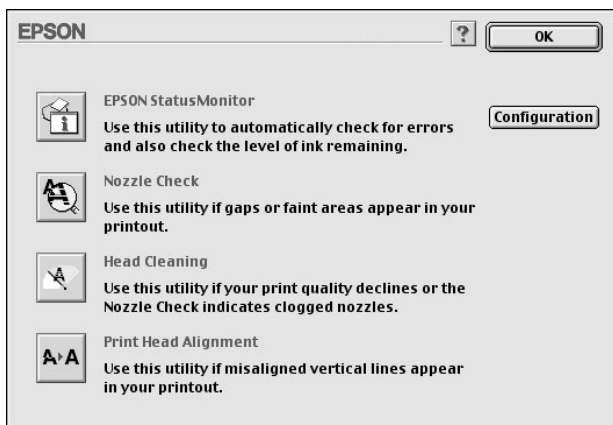 EPSON
?
OK
EPSON StatusMonitor
Use this utility to automatically check for errors
and also check the level of ink remaining.
Configuration
Nozzle Check
Use this utility if gaps or faint areas appear in your
printout.
Head Cleaning
Use this utility if your print quality declines or the
Nozzle Check indicates clogged nozzles.
Print Head Alignment
Use this utility if misaligned vertical lines appear
in your printout.